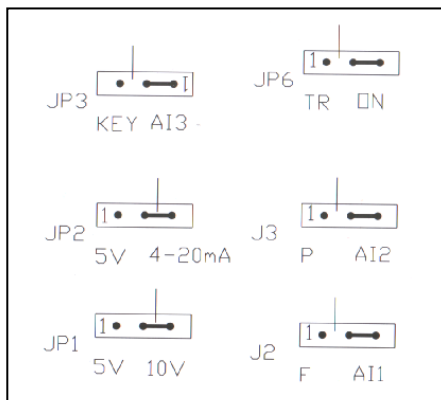 1
JP3
KEY AI3
1
JP6
TR ON
1
JP2
5V 4-20mA
1
J3
P AI2
1
JP1
5V 10V
1
J2
F AI1